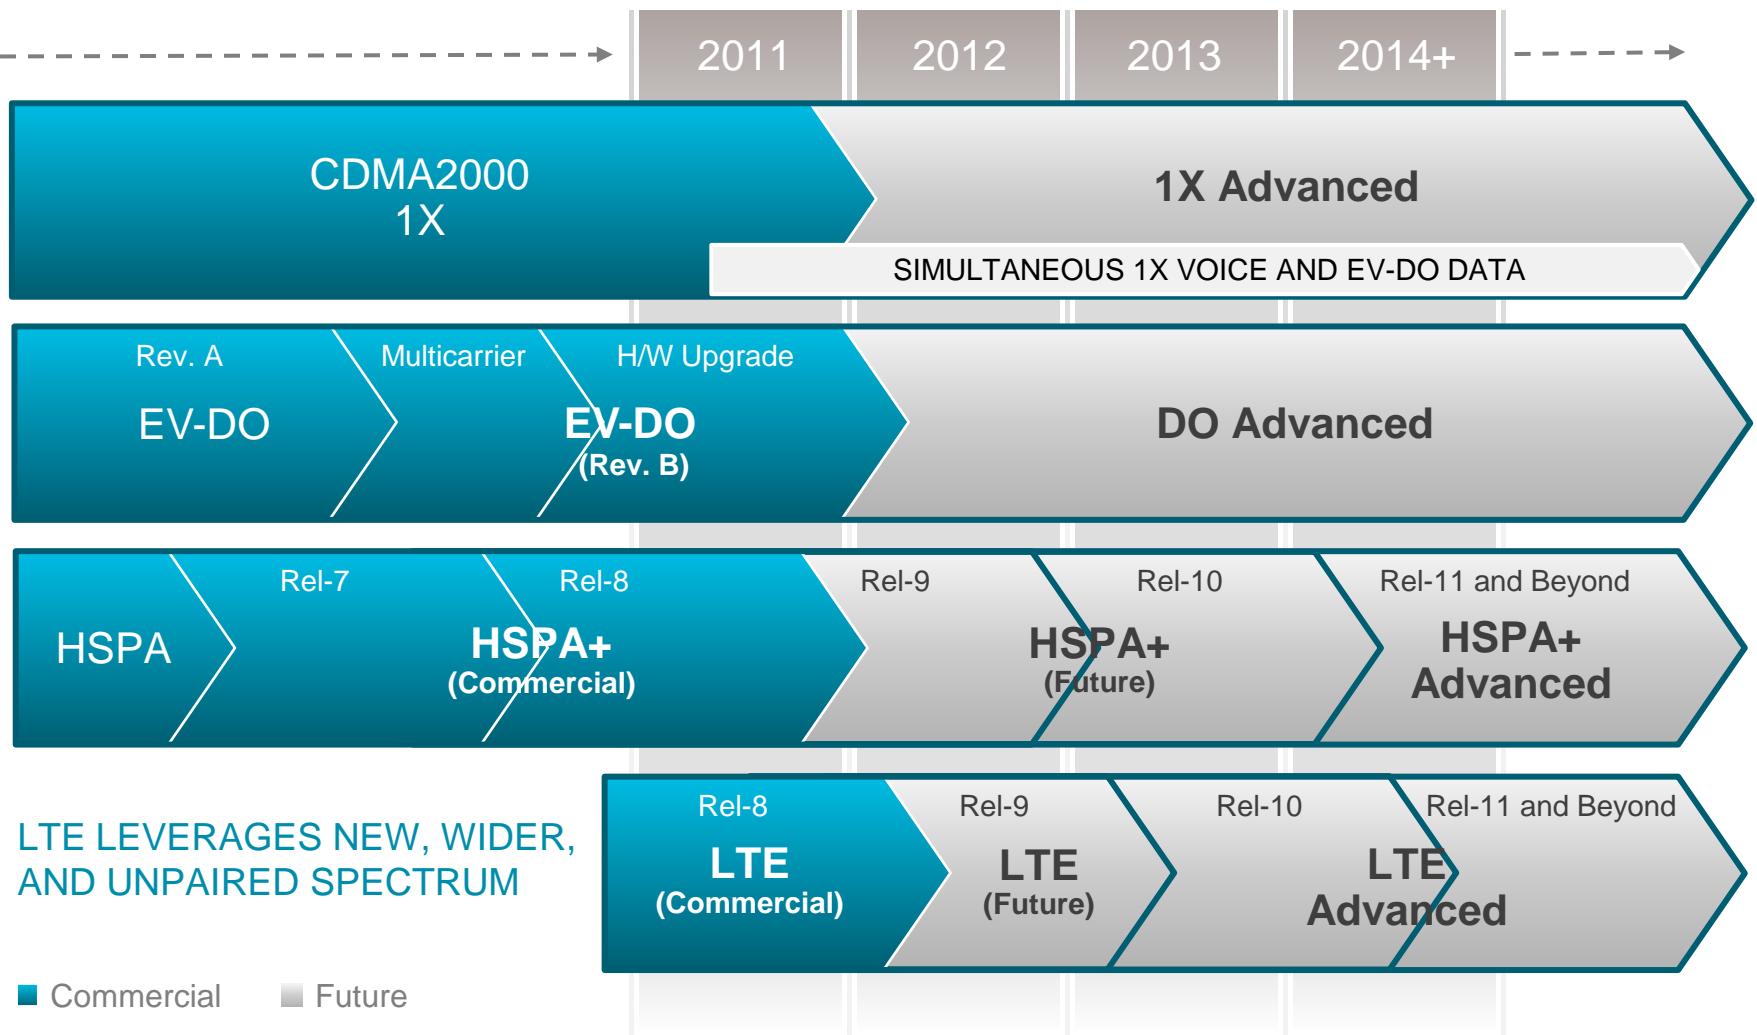 2011
2012
2013
2014+
CDMA2000
1X
1X Advanced
SIMULTANEOUS 1X VOICE AND EV-DO DATA
Rev. A
Multicarrier
H/W Upgrade
EV-DO
EV-DO
(Rev. B)
DO Advanced
Rel-7
Rel-8
Rel-9
Rel-10
Rel-11 and Beyond
HSPA
HSPA+
(Commercial)
HSPA+
(Future)
HSPA+
Advanced
LTE LEVERAGES NEW, WIDER,
AND UNPAIRED SPECTRUM
Rel-8
Rel-9
Rel-10
Rel-11 and Beyond
LTE
(Commercial)
LTE
(Future)
LTE
Advanced
Commercial
Future